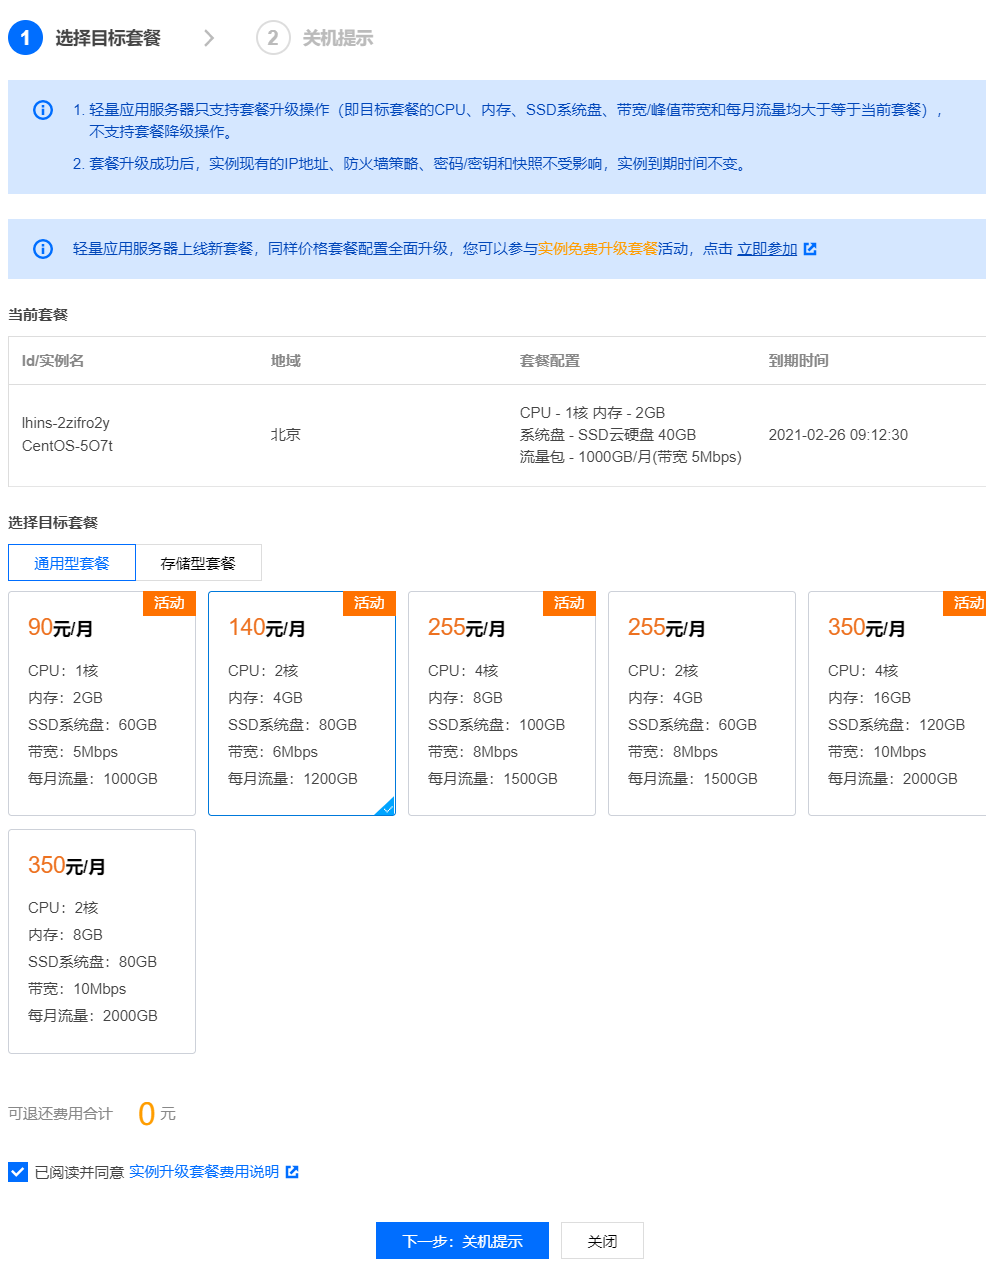 1 选择目标套餐 2 关机提示
1. 轻量应用服务器只支持套餐升级操作（即目标套餐的CPU、内存、SSD系统盘、带宽/峰值带宽和每月流量均大于等于当前套餐），
不支持套餐降级操作。
2. 套餐升级成功后，实例现有的IP地址、防火墙策略、密码/密钥和快照不受影响，实例到期时间不变。
轻量应用服务器上线新套餐，同样价格套餐配置全面升级，您可以参与实例免费升级套餐活动，点击 立即参加
当前套餐
Id/实例名 地域 套餐配置 到期时间
lhins-2zifro2y
CentOS-5O7t
北京
CPU - 1核 内存 - 2GB
系统盘 - SSD云硬盘 40GB
流量包 - 1000GB/月(带宽 5Mbps)
2021-02-26 09:12:30
选择目标套餐
通用型套餐 存储型套餐
活动
90元/月
CPU：1核
内存：2GB
SSD系统盘：60GB
带宽：5Mbps
每月流量：1000GB
活动
140元/月
CPU：2核
内存：4GB
SSD系统盘：80GB
带宽：6Mbps
每月流量：1200GB
活动
255元/月
CPU：4核
内存：8GB
SSD系统盘：100GB
带宽：8Mbps
每月流量：1500GB
255元/月
CPU：2核
内存：4GB
SSD系统盘：60GB
带宽：8Mbps
每月流量：1500GB
活动
350元/月
CPU：4核
内存：16GB
SSD系统盘：120GB
带宽：10Mbps
每月流量：2000GB
350元/月
CPU：2核
内存：8GB
SSD系统盘：80GB
带宽：10Mbps
每月流量：2000GB
可退还费用合计 0 元
已阅读并同意 实例升级套餐费用说明
下一步：关机提示 关闭